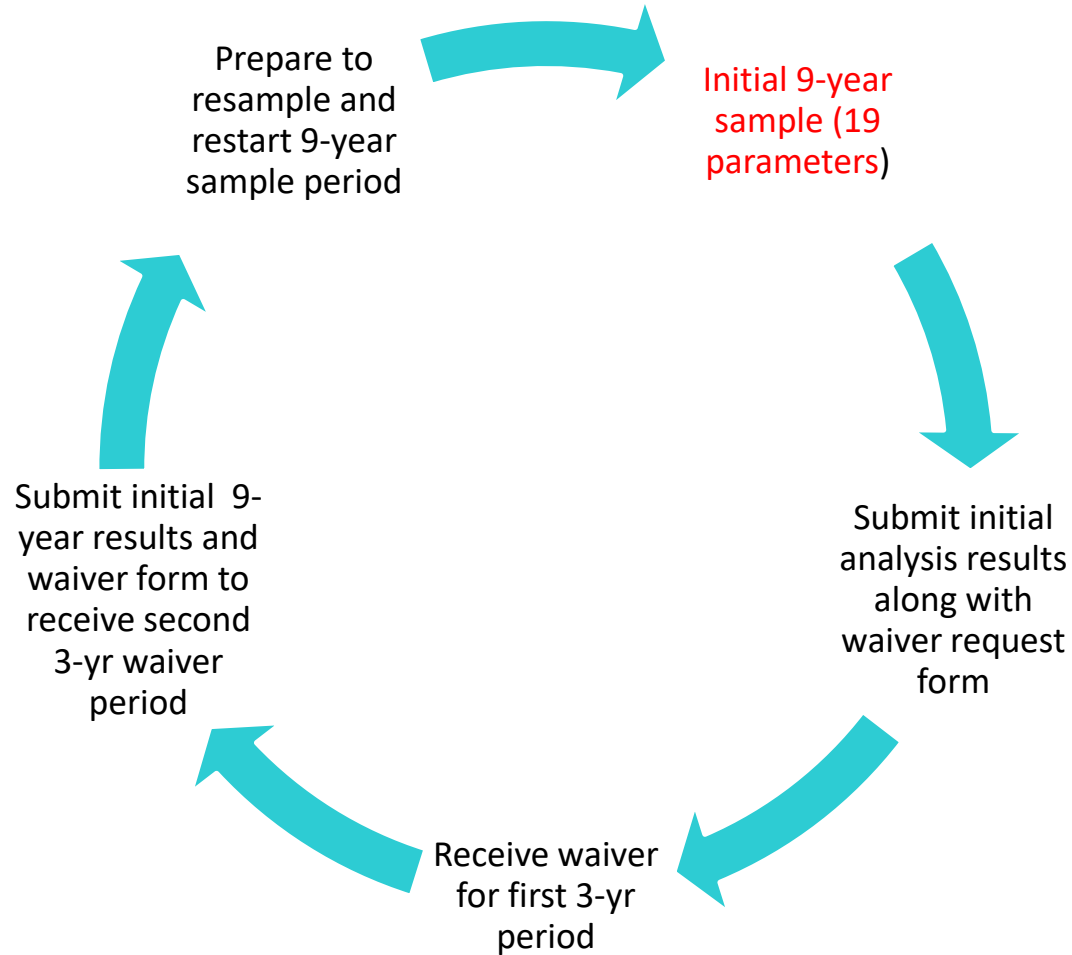 Prepare to
resample and
restart 9-year
sample period
Initial 9-year
sample (19
parameters)
Submit initial
analysis results
along with
waiver request
form
Receive waiver
for first 3-yr
period
Submit initial  9-
year results and
waiver form to
receive second
3-yr waiver
period